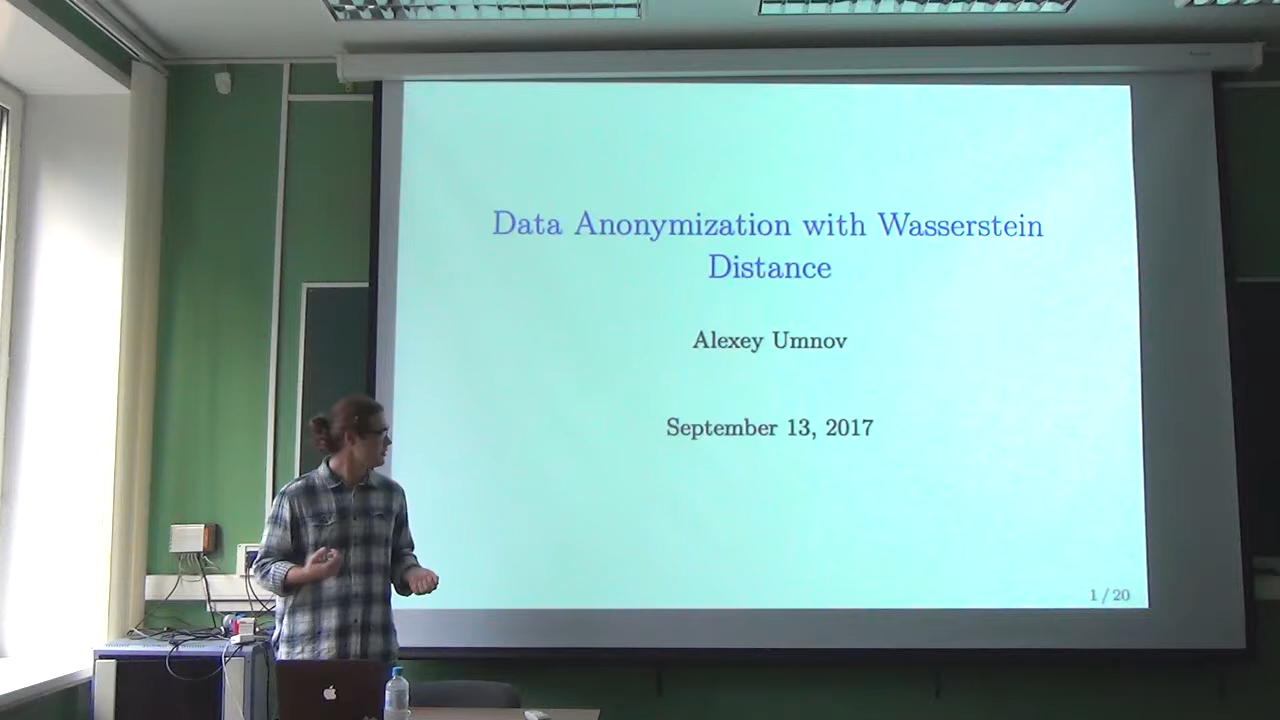 Data Anonymization with Wasserstein
Distance
Alexey Umnov
September 13, 2017
1 / 20